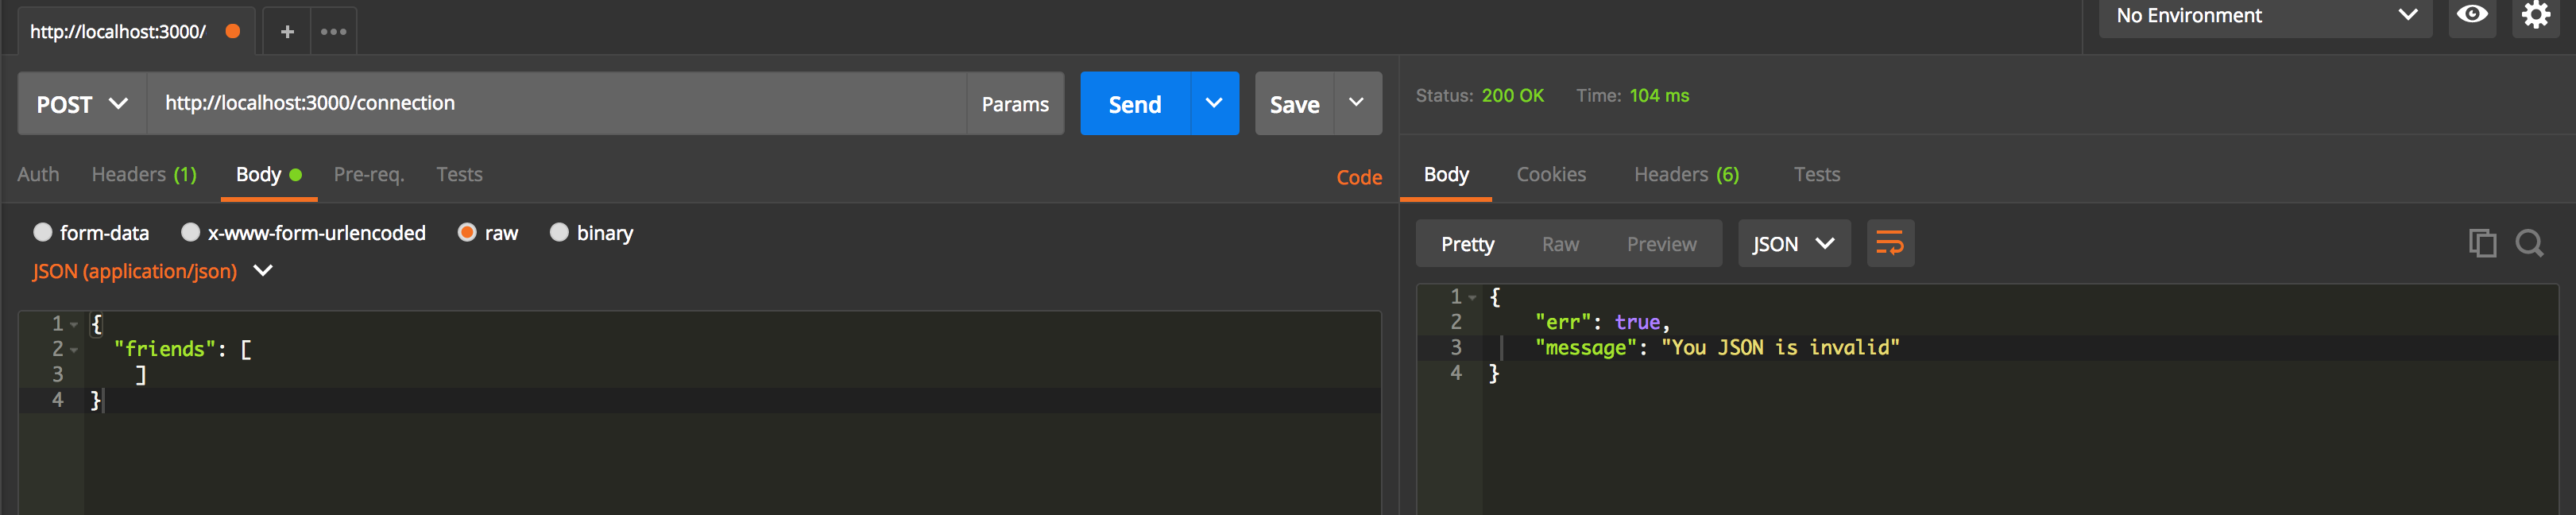 http://localhost:3000/
No Environment
POST http://localhost:3000/connection Params Send Save
Status: 200 OK Time: 104 ms
Auth Headers (1) Body Pre-req. Tests Code
Body Cookies Headers (6) Tests
form-data x-www-form-urlencoded raw binary
JSON (application/json)
Pretty Raw Preview JSON
1 {
2 "friends": [
3 ]
4 }
1 {
2 "err": true,
3 "message": "You JSON is invalid"
4 }